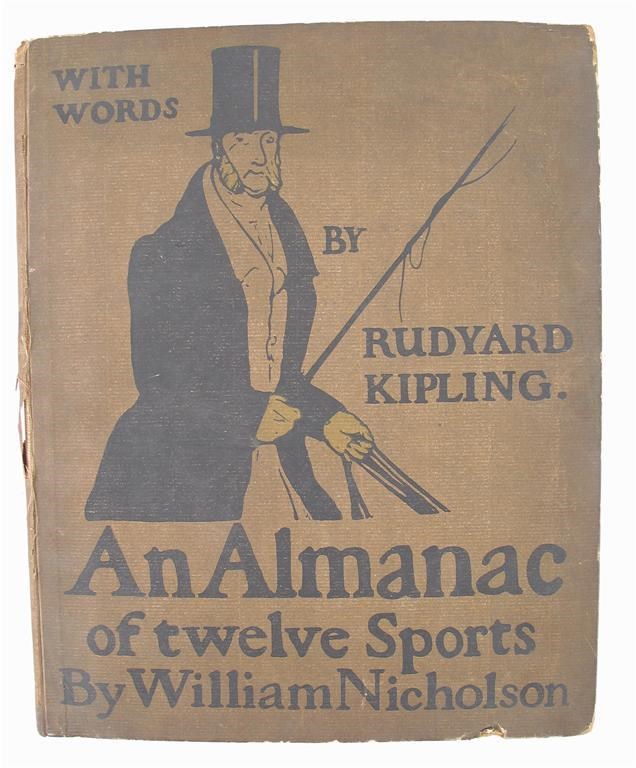 WITH
WORDS
BY
RUDYARD
KIPLING.
An Almanac
of twelve Sports
By William Nicholson